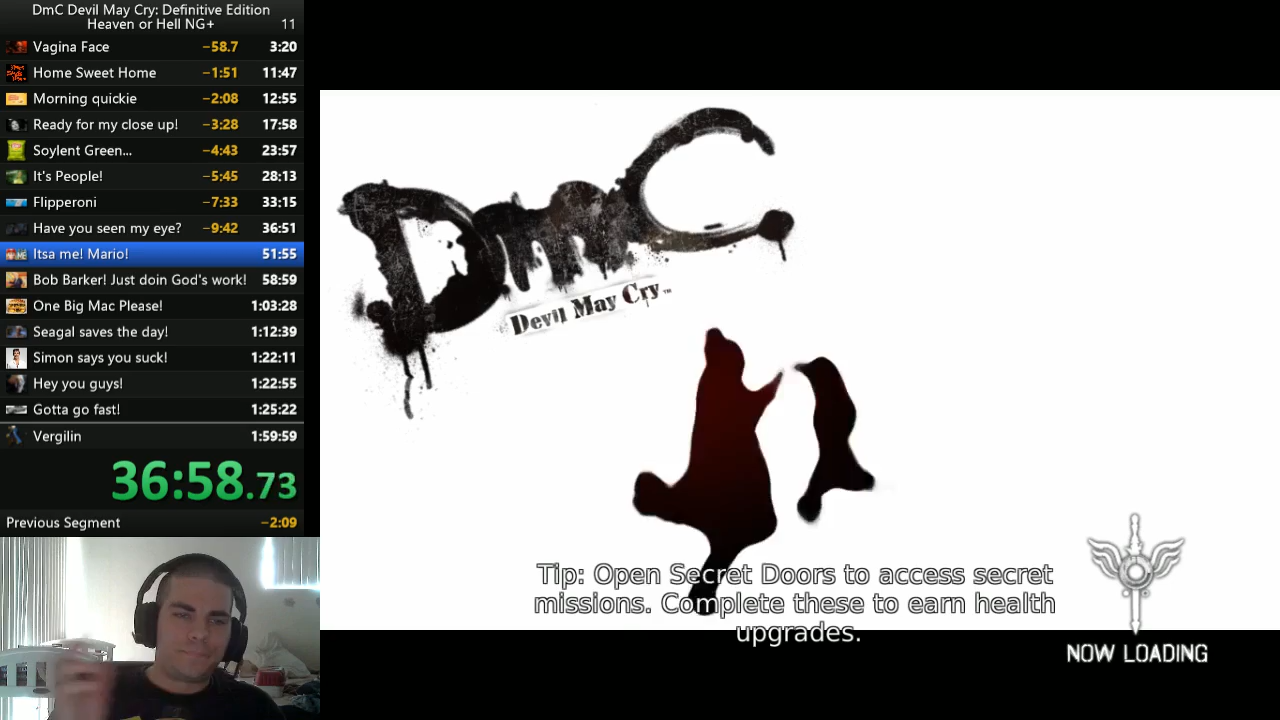 DmC Devil May Cry: Definitive Edition
Heaven or Hell NG+ 11
Vagina Face −58.7 3:20
Home Sweet Home −1:51 11:47
Morning quickie −2:08 12:55
Ready for my close up! −3:28 17:58
Soylent Green... −4:43 23:57
It's People! −5:45 28:13
Flipperoni −7:33 33:15
Have you seen my eye? −9:42 36:51
Itsa me! Mario! 51:55
Bob Barker! Just doin God's work! 58:59
One Big Mac Please! 1:03:28
Seagal saves the day! 1:12:39
Simon says you suck! 1:22:11
Hey you guys! 1:22:55
Gotta go fast! 1:25:22
Vergilin 1:59:59
36:58.73
Previous Segment −2:09
DmC
Devil May Cry™
Tip: Open Secret Doors to access secret
missions. Complete these to earn health
upgrades.
NOW LOADING